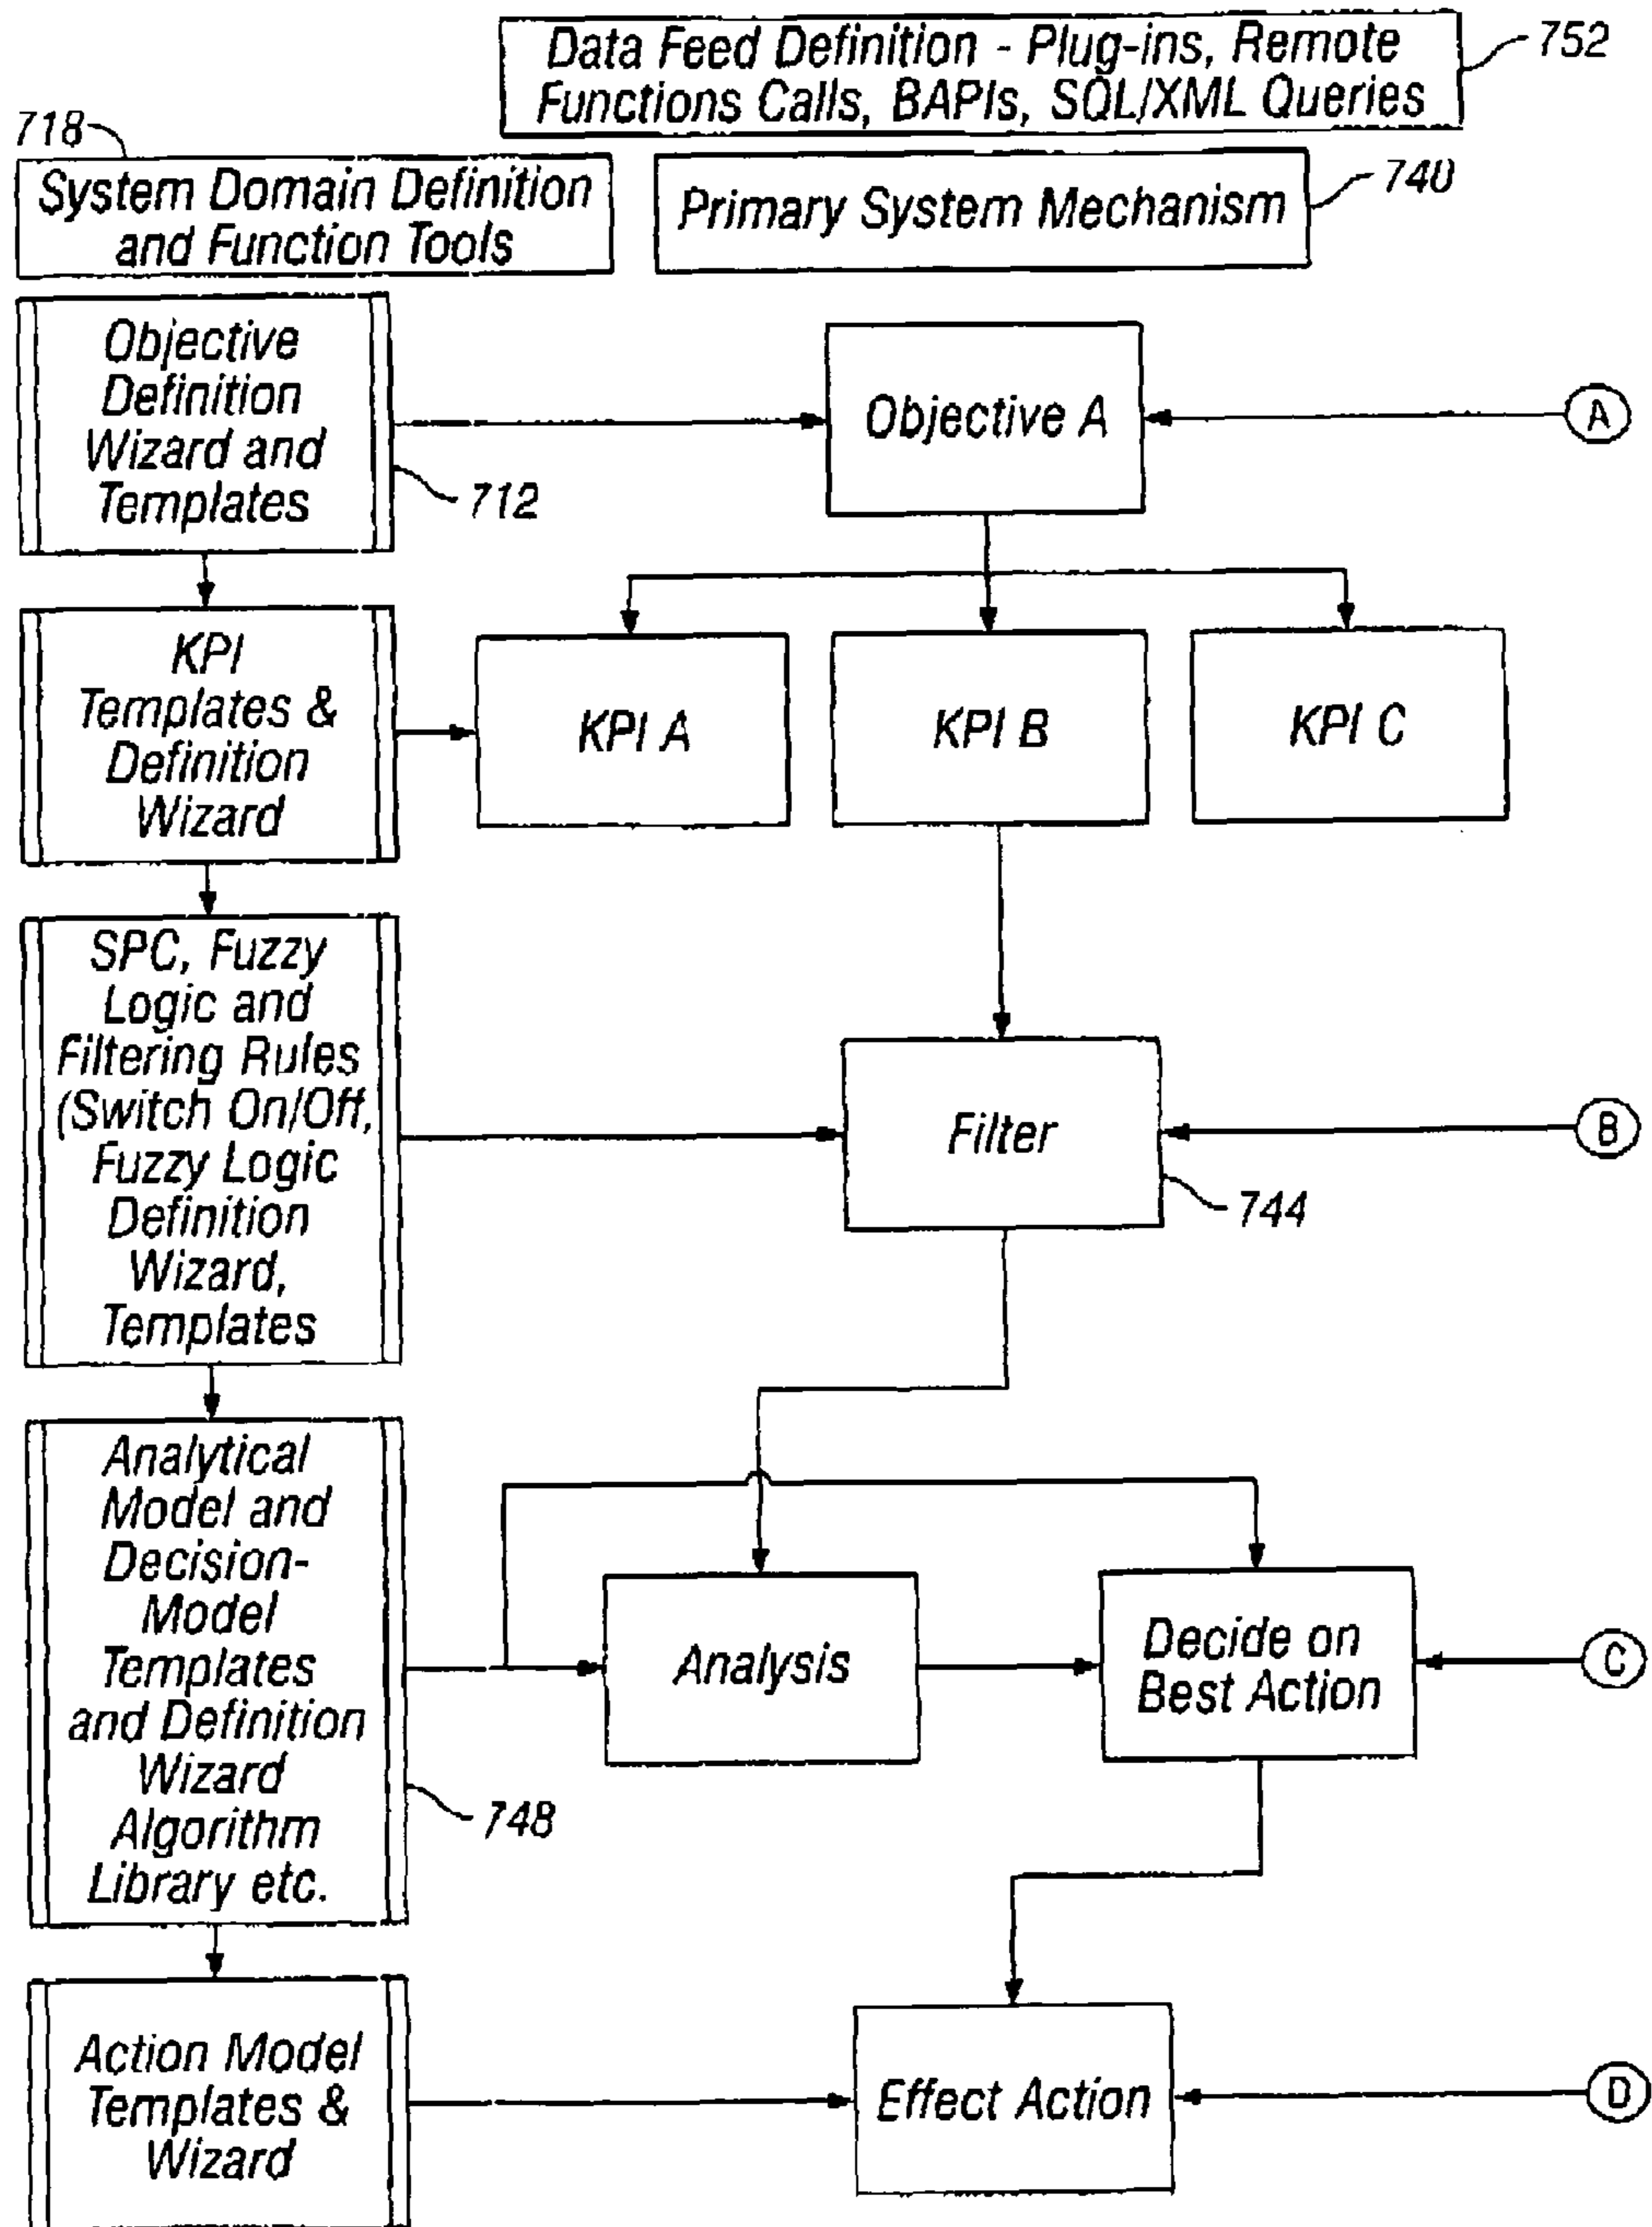 Data Feed Definition - Plug-ins, Remote
Functions Calls, BAPIs, SQL/XML Queries
752
718
System Domain Definition
and Function Tools
Primary System Mechanism
740
Objective
Definition
Wizard and
Templates
712
Objective A
A
KPI
Templates &
Definition
Wizard
KPI A
KPI B
KPI C
SPC, Fuzzy
Logic and
Filtering Rules
(Switch On/Off,
Fuzzy Logic
Definition
Wizard,
Templates
Filter
744
B
Analytical
Model and
Decision-
Model
Templates
and Definition
Wizard
Algorithm
Library etc.
748
Analysis
Decide on
Best Action
C
Action Model
Templates &
Wizard
Effect Action
D